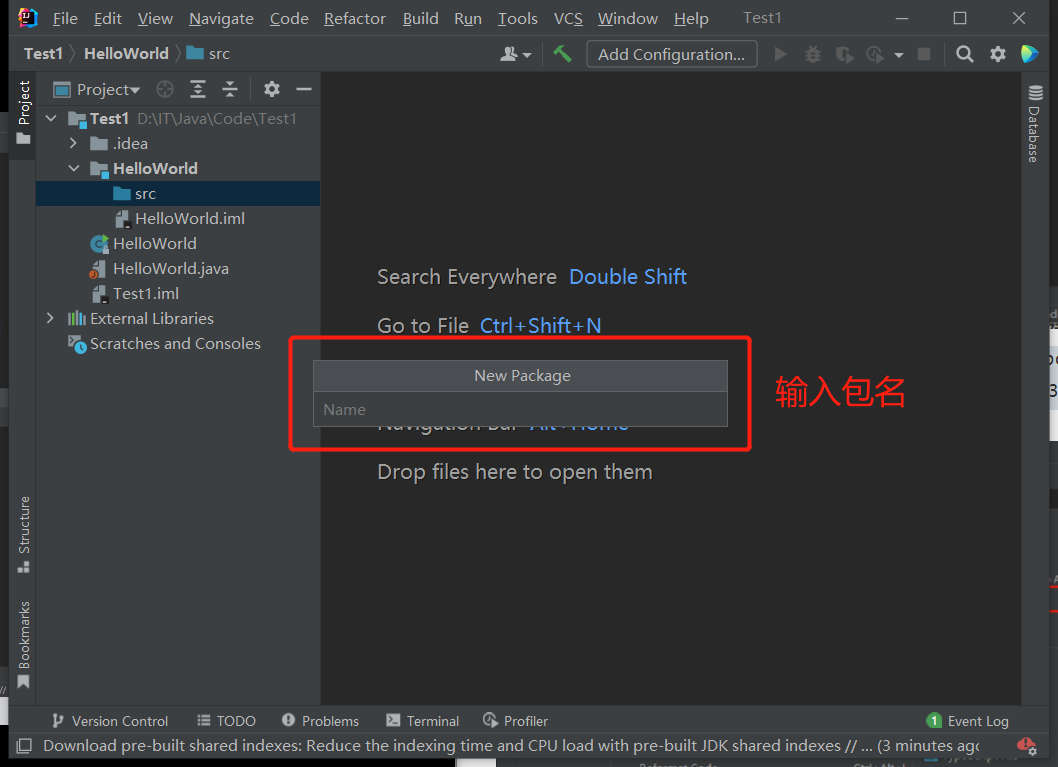 File Edit View Navigate Code Refactor Build Run Tools VCS Window Help Test1
Test1 HelloWorld src Add Configuration...
Project
Project
Test1 D:\IT\Java\Code\Test1
.idea
HelloWorld
src
HelloWorld.iml
HelloWorld
HelloWorld.java
Test1.iml
External Libraries
Scratches and Consoles
Search Everywhere Double Shift
Go to File Ctrl+Shift+N
New Package
Name
输入包名
Navigation Bar Alt+Home
Drop files here to open them
Database
Structure
Bookmarks
Version Control TODO Problems Terminal Profiler 1 Event Log
Download pre-built shared indexes: Reduce the indexing time and CPU load with pre-built JDK shared indexes // ... (3 minutes ago